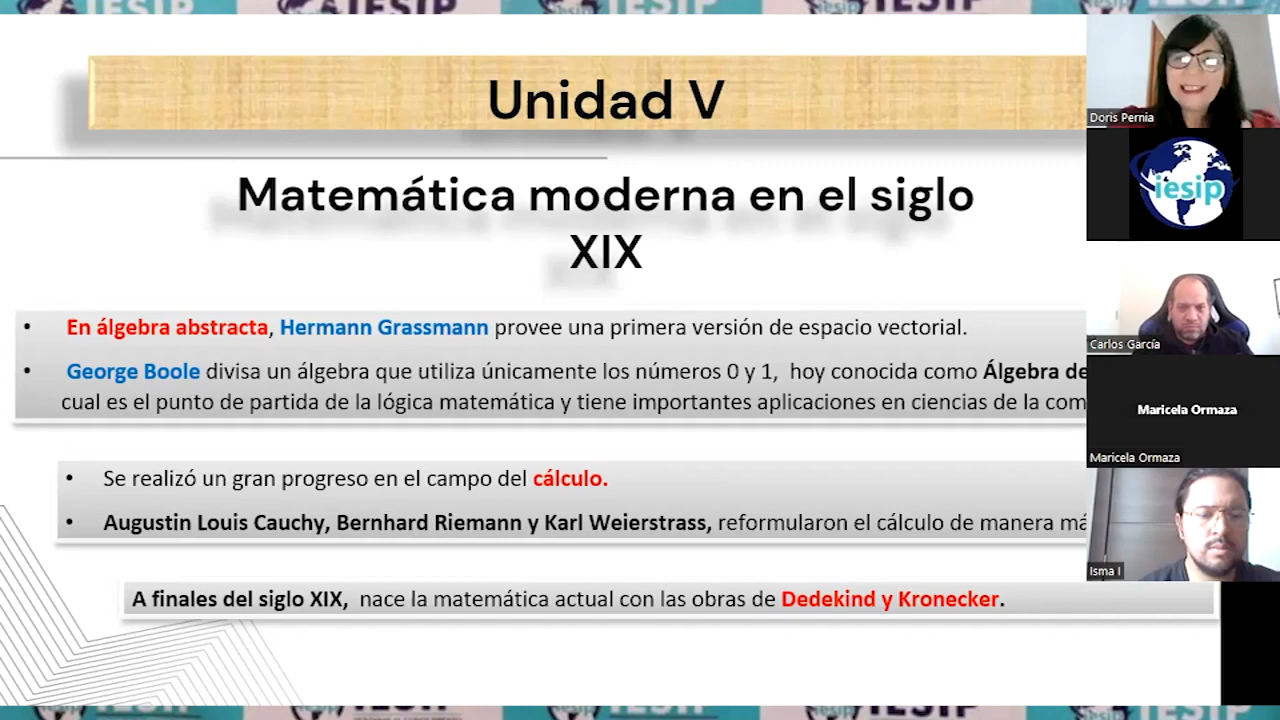 IESIP IESIP IESIP
Unidad V
Matemática moderna en el siglo
XIX
• En álgebra abstracta, Hermann Grassmann provee una primera versión de espacio vectorial.
• George Boole divisa un álgebra que utiliza únicamente los números 0 y 1, hoy conocida como Álgebra de
cual es el punto de partida de la lógica matemática y tiene importantes aplicaciones en ciencias de la com
• Se realizó un gran progreso en el campo del cálculo.
• Augustin Louis Cauchy, Bernhard Riemann y Karl Weierstrass, reformularon el cálculo de manera má
A finales del siglo XIX, nace la matemática actual con las obras de Dedekind y Kronecker.
Doris Pernia
iesip
Carlos García
Maricela Ormaza
Maricela Ormaza
Isma I